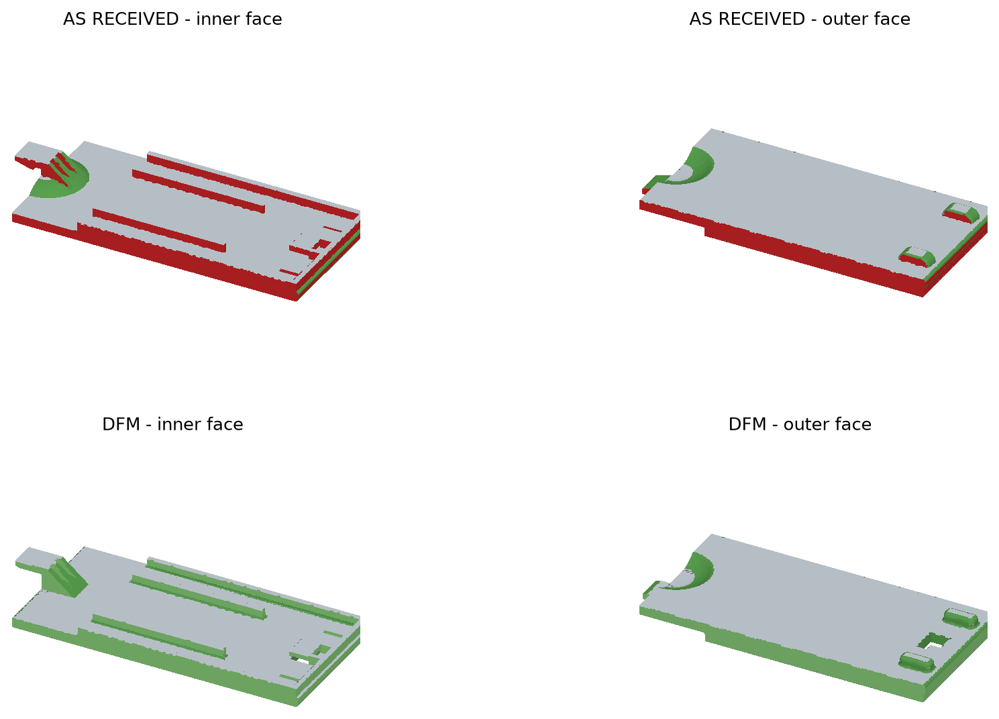 AS RECEIVED - inner face
AS RECEIVED - outer face
DFM - inner face
DFM - outer face